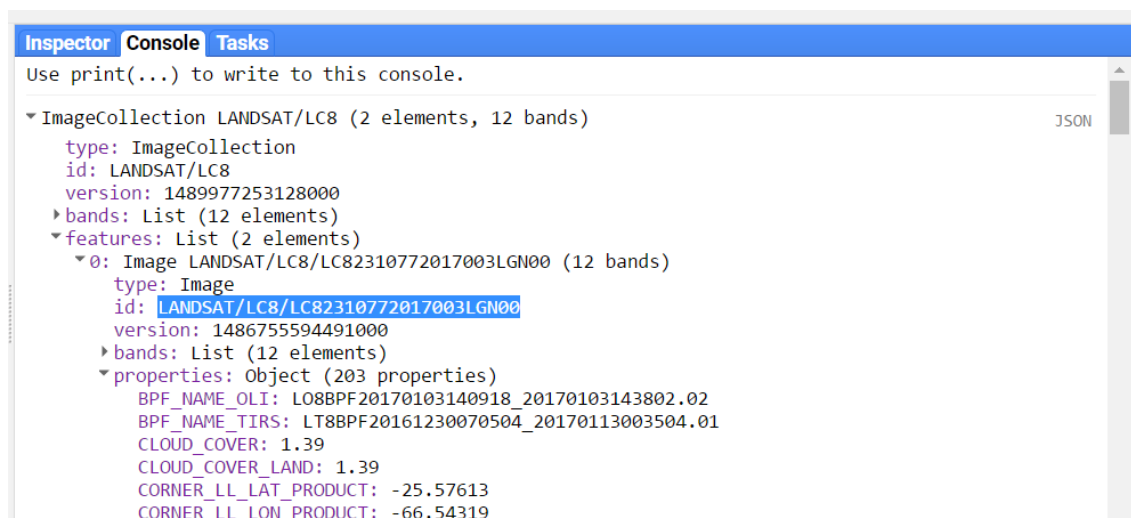 Inspector Console Tasks
Use print(...) to write to this console.
ImageCollection LANDSAT/LC8 (2 elements, 12 bands) JSON
type: ImageCollection
id: LANDSAT/LC8
version: 1489977253128000
bands: List (12 elements)
features: List (2 elements)
0: Image LANDSAT/LC8/LC82310772017003LGN00 (12 bands)
type: Image
id: LANDSAT/LC8/LC82310772017003LGN00
version: 1486755594491000
bands: List (12 elements)
properties: Object (203 properties)
BPF_NAME_OLI: LO8BPF20170103140918_20170103143802.02
BPF_NAME_TIRS: LT8BPF20161230070504_20170113003504.01
CLOUD_COVER: 1.39
CLOUD_COVER_LAND: 1.39
CORNER_LL_LAT_PRODUCT: -25.57613
CORNER_LL_LON_PRODUCT: -66.54319